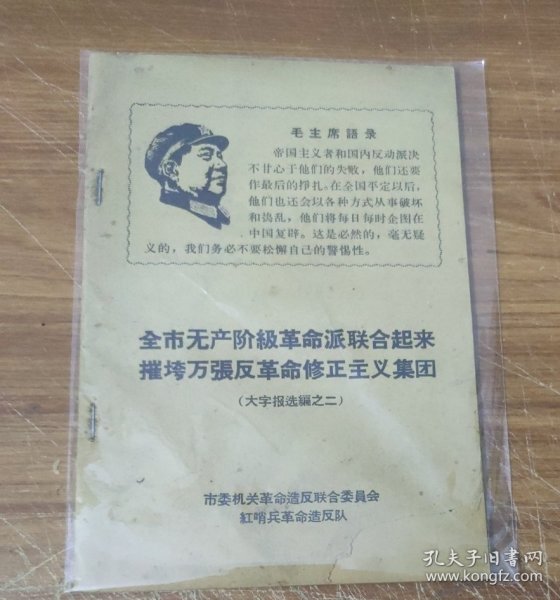 毛主席語录
帝国主义者和国内反动派决
不甘心于他们的失败，他们还要
作最后的挣扎。在全国平定以后，
他们也还会以各种方式从事破坏
和捣乱，他们将每日每时企图在
中国复辟。这是必然的，毫无疑
义的，我们务必不要松懈自己的警惕性。
全市无产阶級革命派联合起来
摧垮万張反革命修正主义集团
（大字报选編之二）
市委机关革命造反联合委員会
紅哨兵革命造反队
孔夫子旧书网
www.kongfz.com